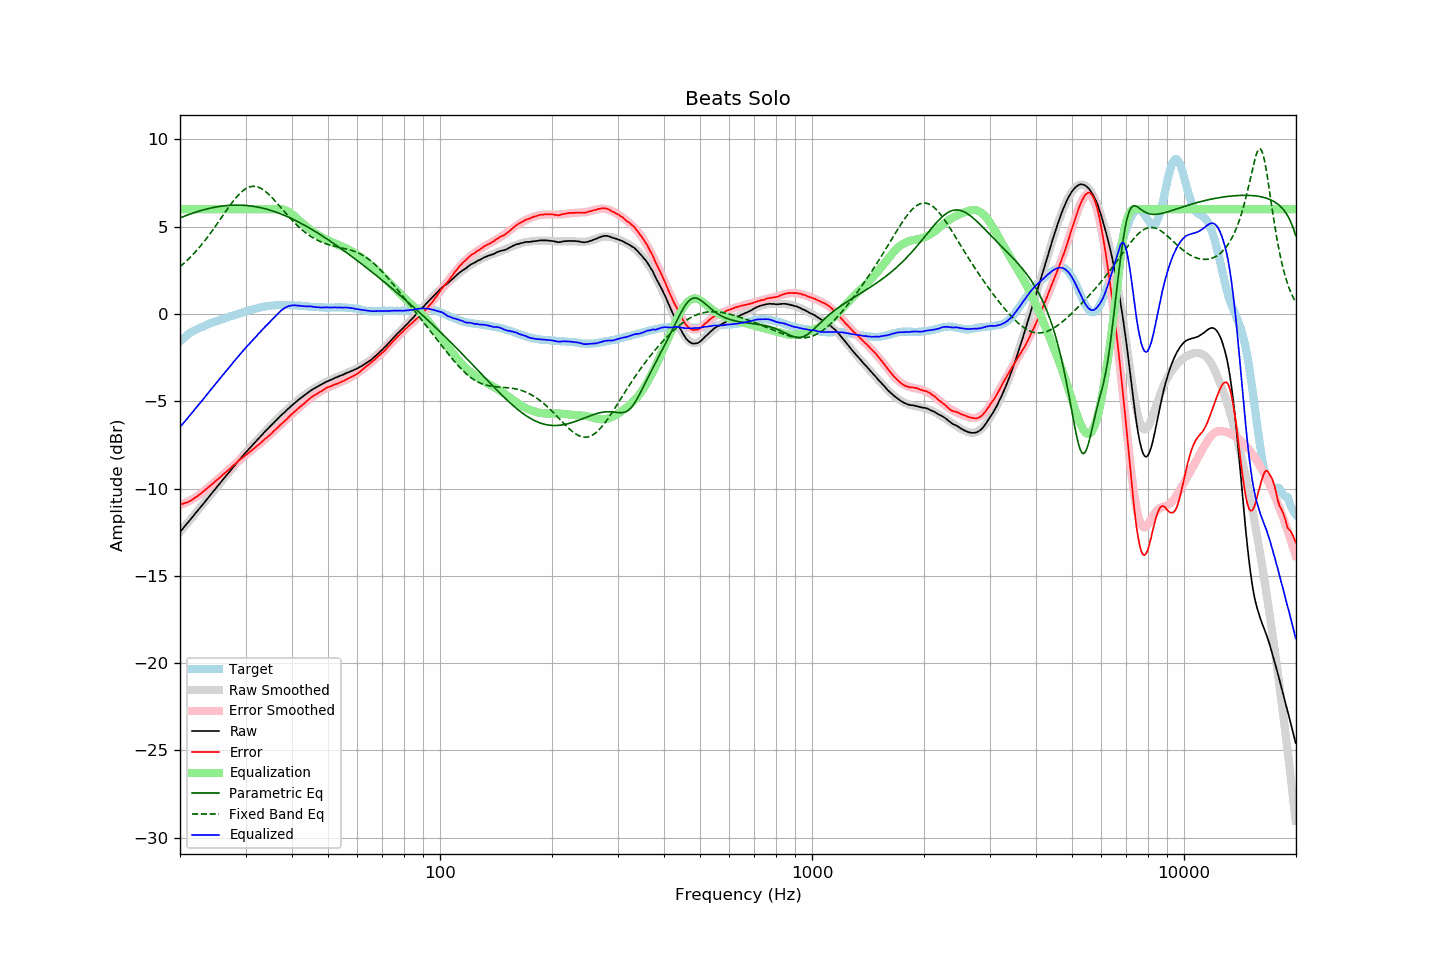 Beats Solo
10
5
0
−5
−10
−15
−20
−25
−30
Amplitude (dBr)
100
1000
10000
Frequency (Hz)
Target
Raw Smoothed
Error Smoothed
Raw
Error
Equalization
Parametric Eq
Fixed Band Eq
Equalized